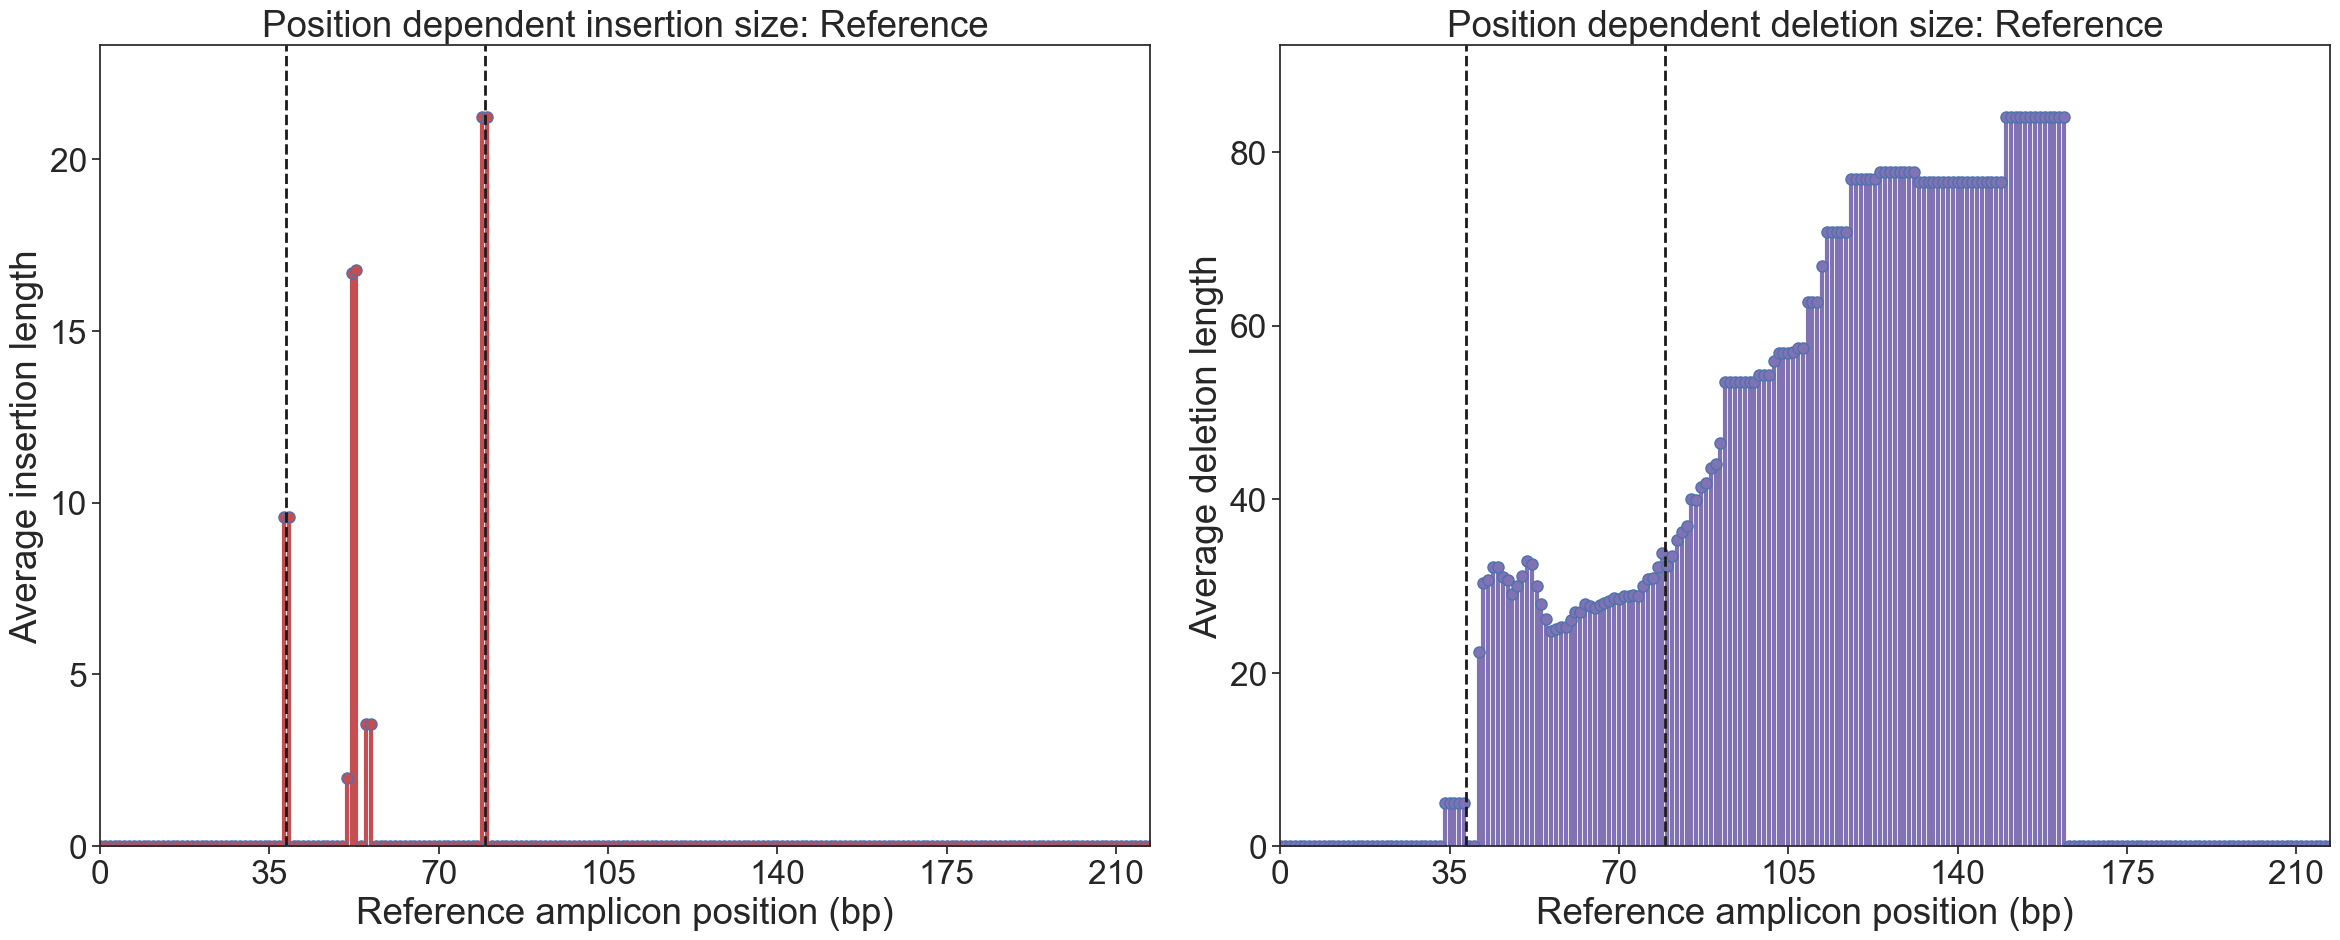 Position dependent insertion size: Reference
Average insertion length
20
15
10
5
0
0 35 70 105 140 175 210
Reference amplicon position (bp)
Position dependent deletion size: Reference
Average deletion length
80
60
40
20
0
0 35 70 105 140 175 210
Reference amplicon position (bp)